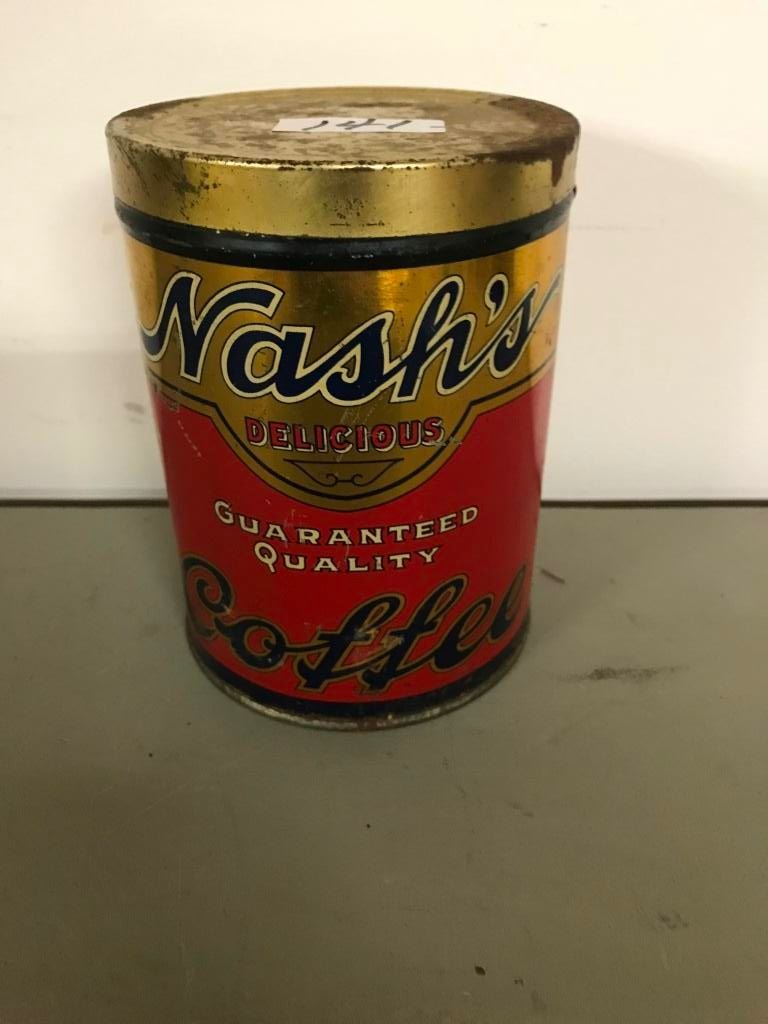 Nash's
DELICIOUS
GUARANTEED
QUALITY
Coffee